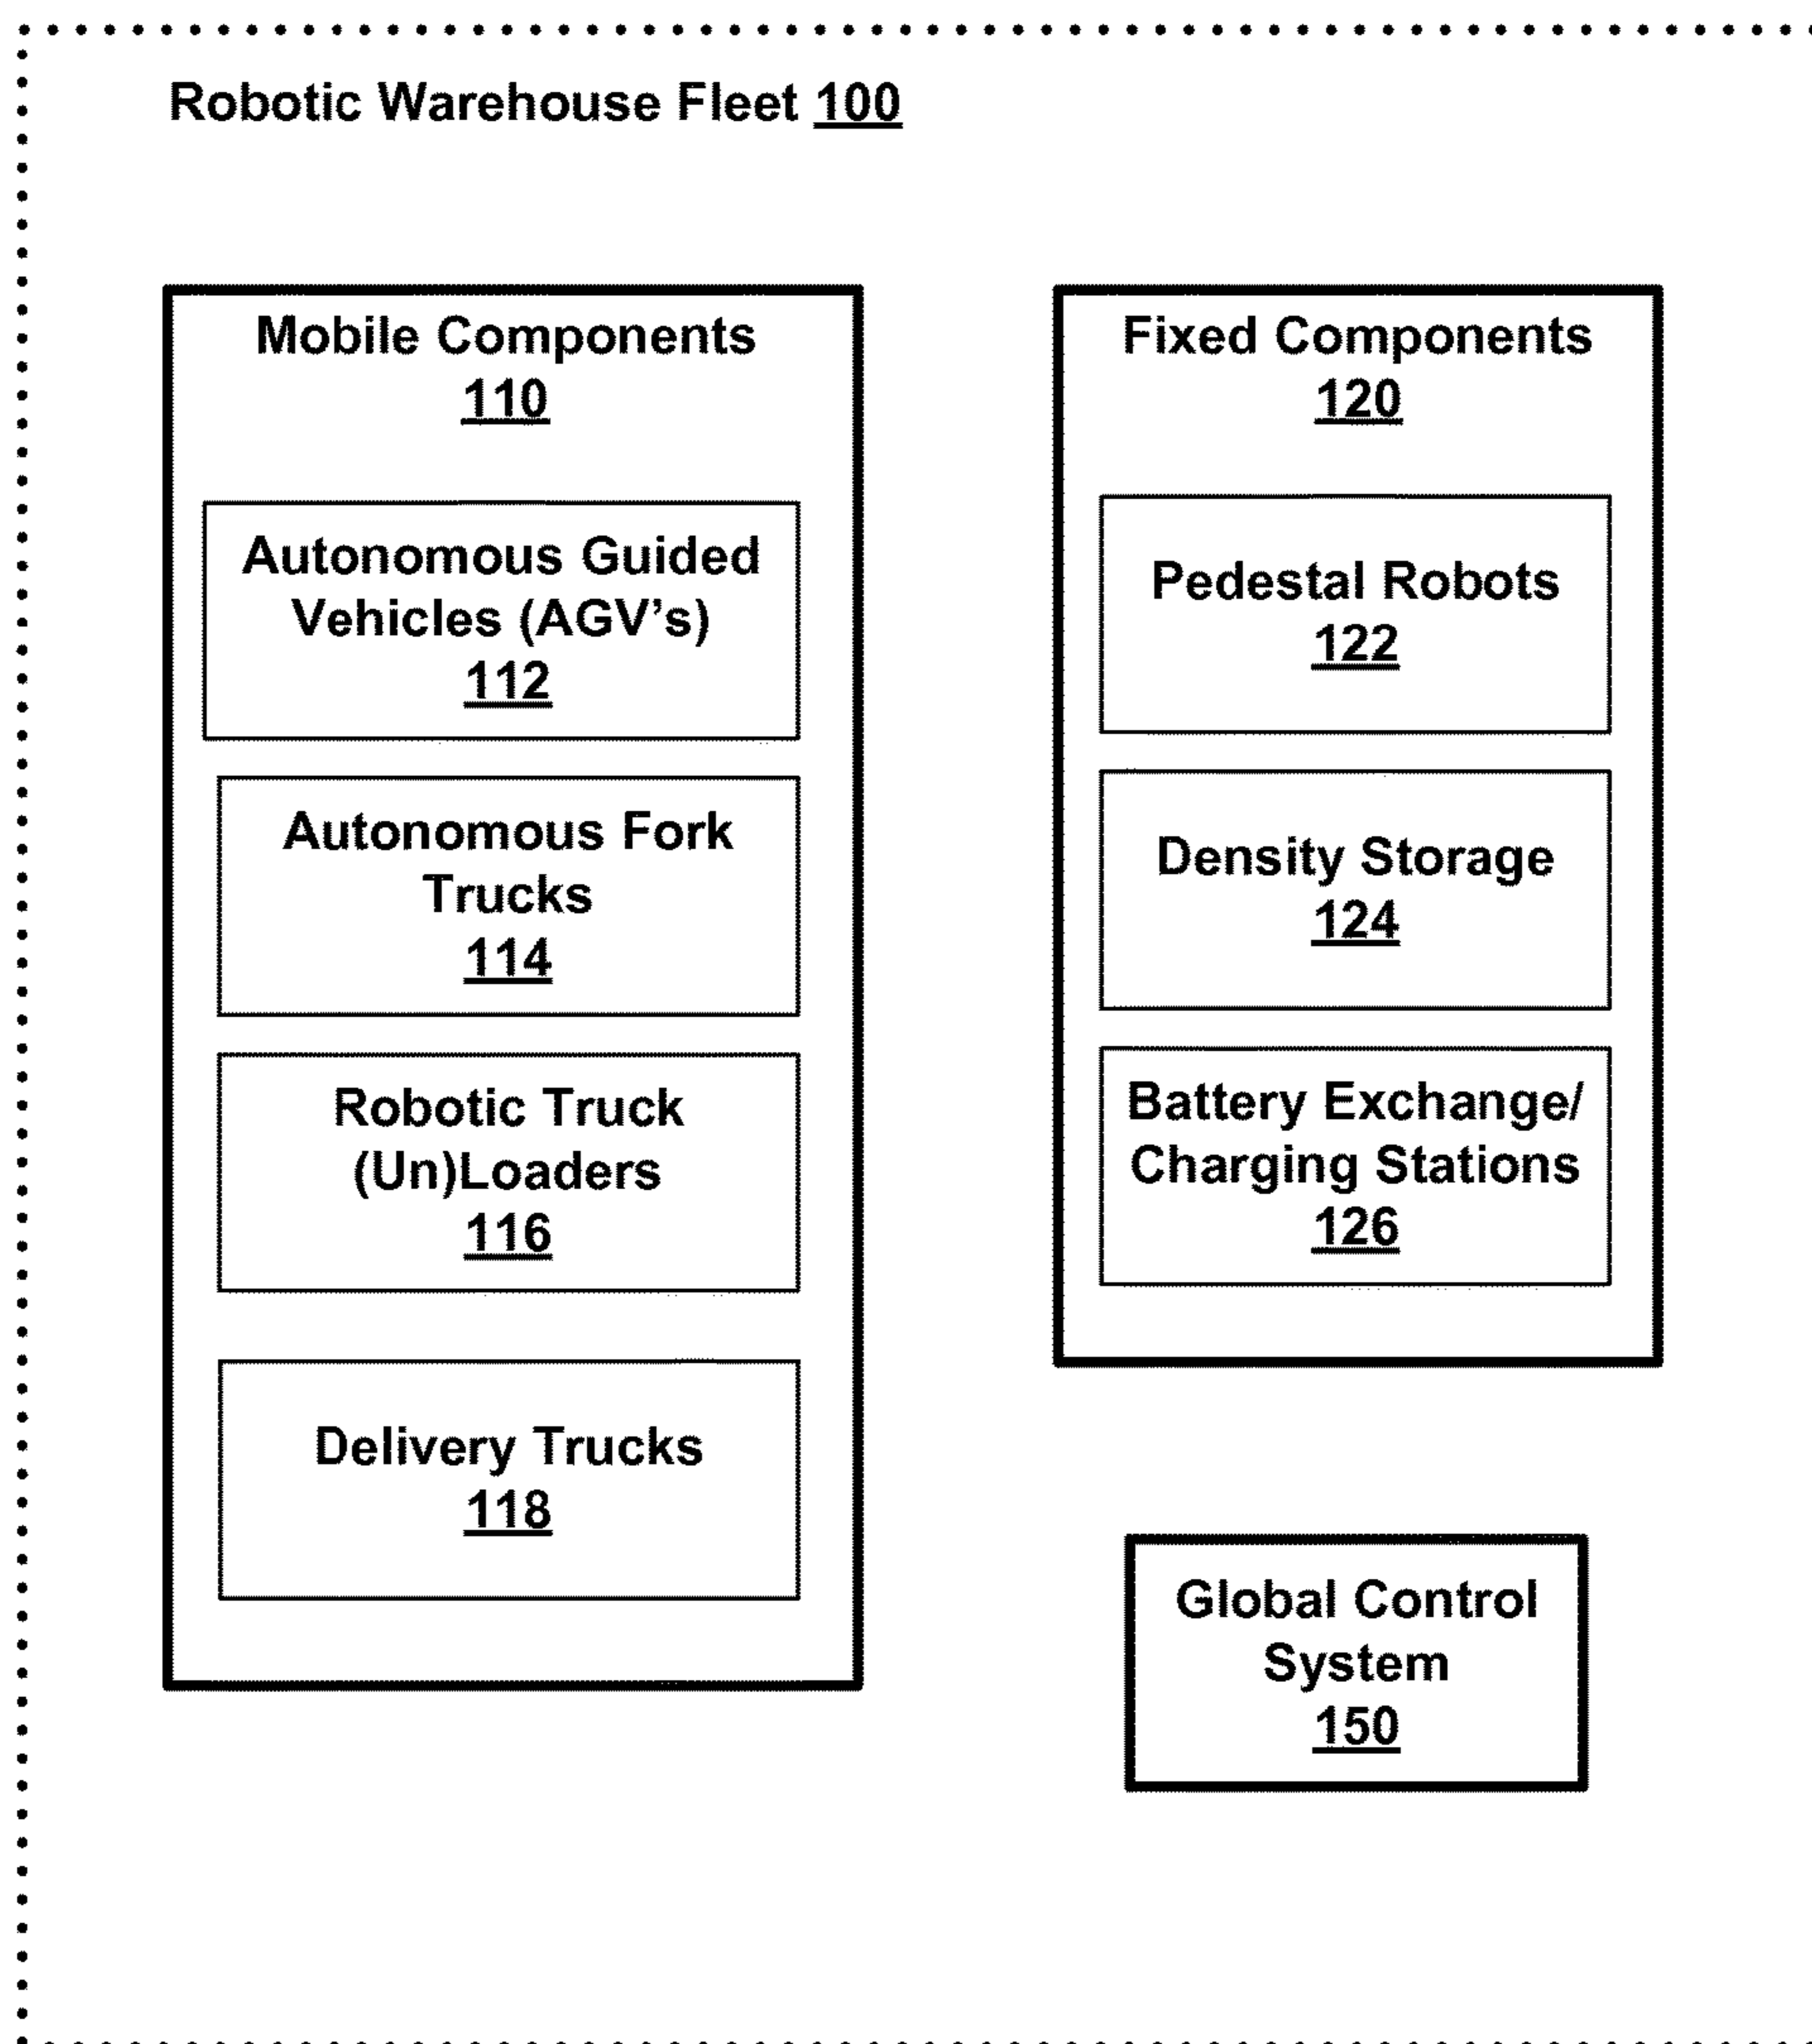 Robotic Warehouse Fleet 100
Mobile Components
110
Autonomous Guided
Vehicles (AGV's)
112
Autonomous Fork
Trucks
114
Robotic Truck
(Un)Loaders
116
Delivery Trucks
118
Fixed Components
120
Pedestal Robots
122
Density Storage
124
Battery Exchange/
Charging Stations
126
Global Control
System
150